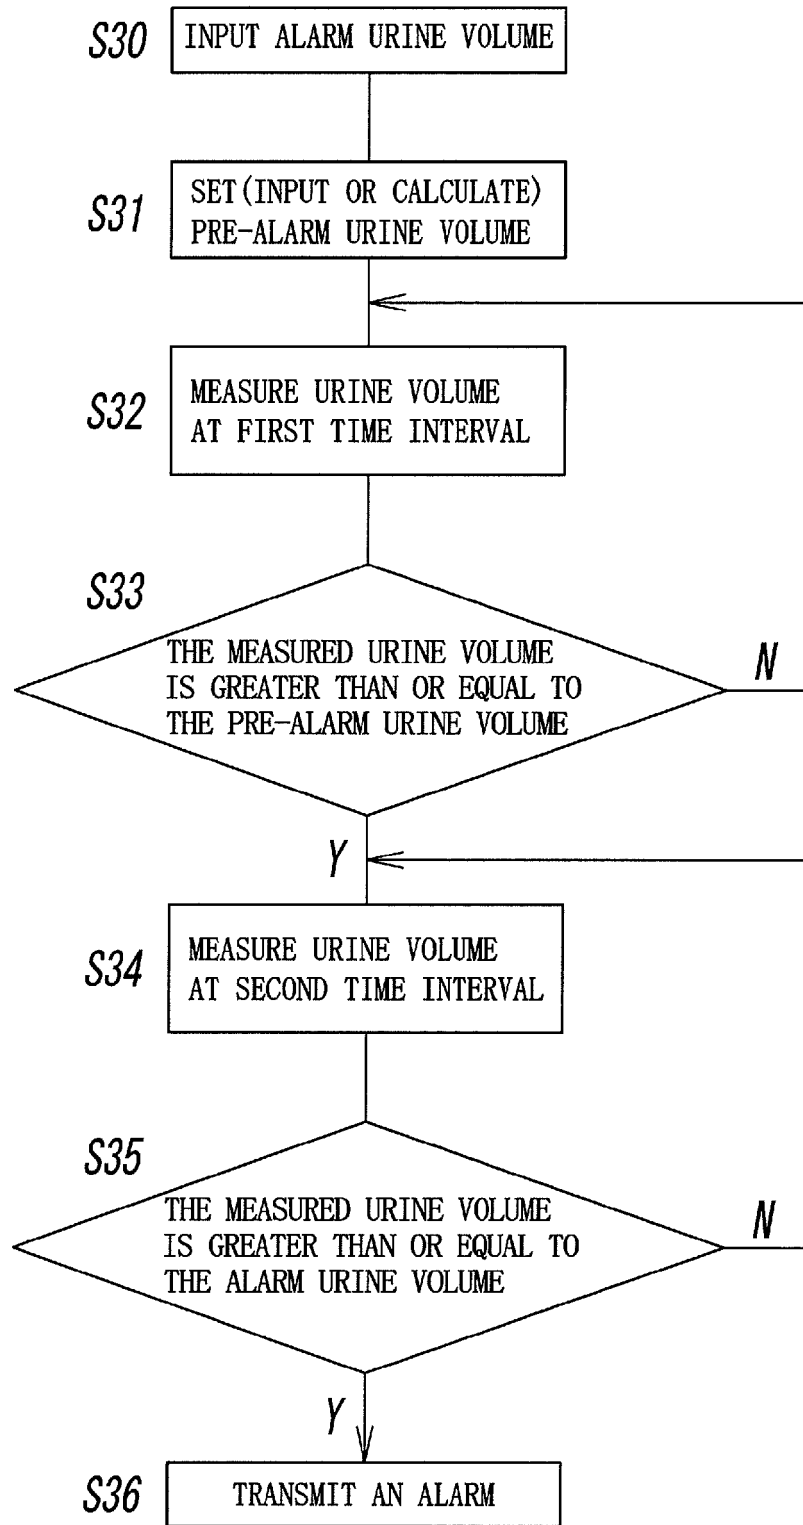 S30
INPUT ALARM URINE VOLUME
S31
SET(INPUT OR CALCULATE)
PRE-ALARM URINE VOLUME
S32
MEASURE URINE VOLUME
AT FIRST TIME INTERVAL
S33
THE MEASURED URINE VOLUME
IS GREATER THAN OR EQUAL TO
THE PRE-ALARM URINE VOLUME
N
Y
S34
MEASURE URINE VOLUME
AT SECOND TIME INTERVAL
S35
THE MEASURED URINE VOLUME
IS GREATER THAN OR EQUAL TO
THE ALARM URINE VOLUME
N
Y
S36
TRANSMIT AN ALARM